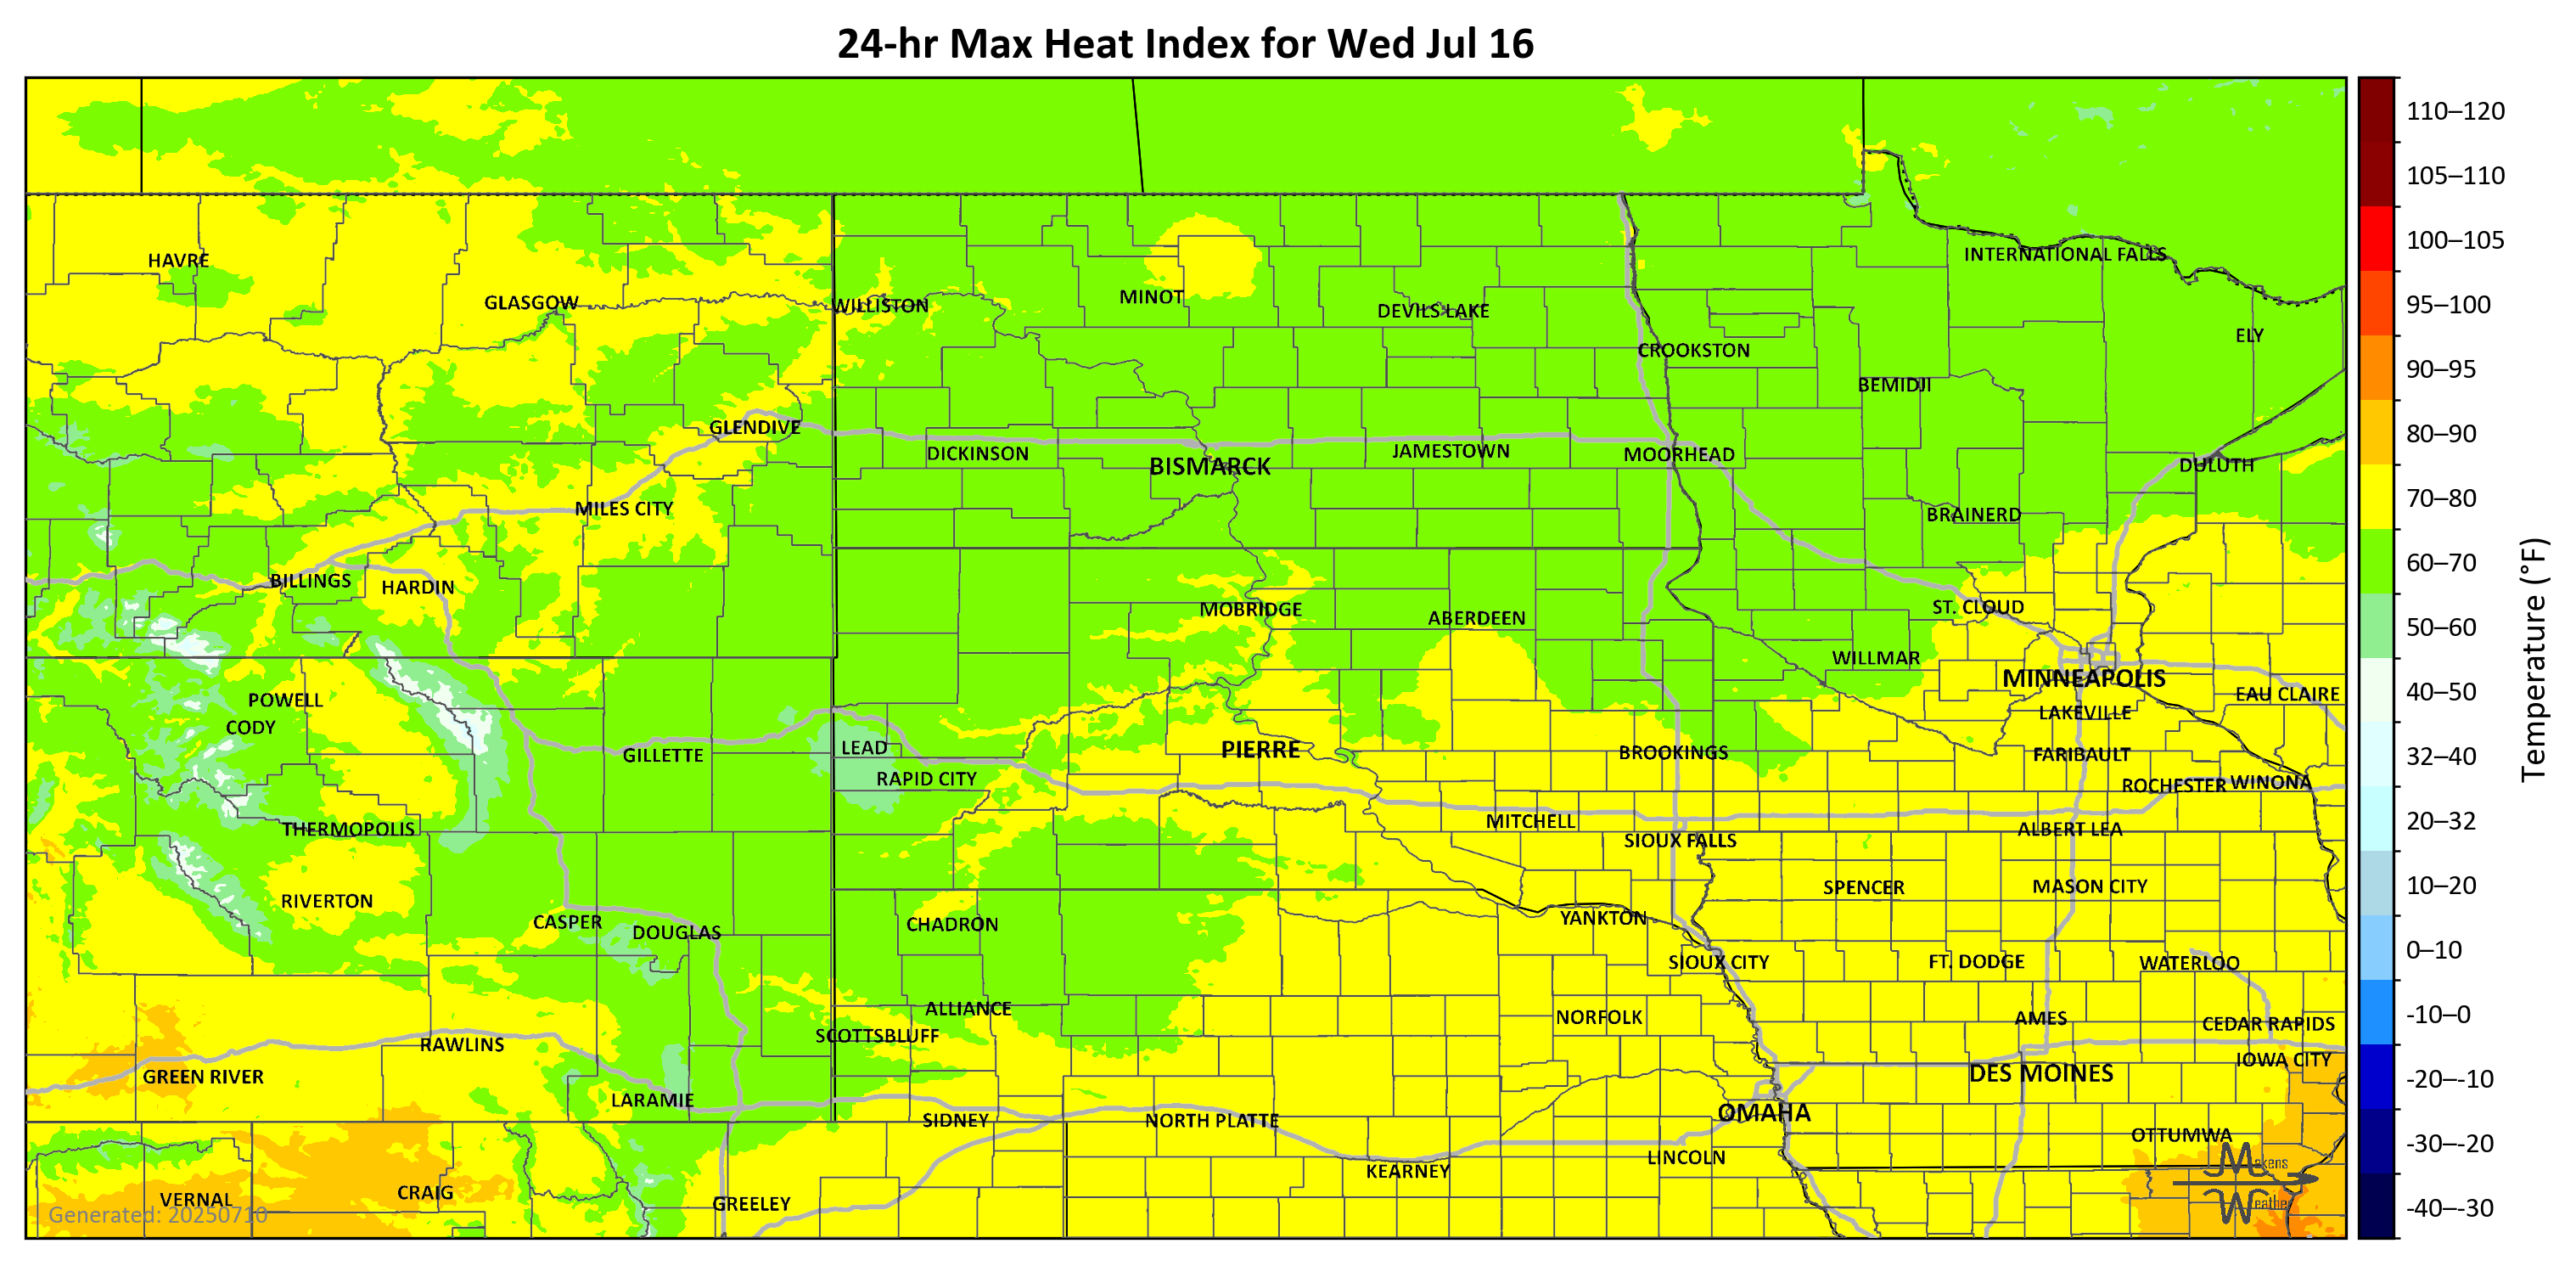 24-hr Max Heat Index for Wed Jul 16
110–120
105–110
HAVRE
INTERNATIONAL FALLS
100–105
GLASGOW
WILLISTON
MINOT
DEVILS LAKE
95–100
ELY
CROOKSTON
90–95
BEMIDJI
GLENDIVE
80–90
DICKINSON
BISMARCK
JAMESTOWN
MOORHEAD
DULUTH
MILES CITY
BRAINERD
70–80
BILLINGS
HARDIN
60–70
MOBRIDGE
ABERDEEN
ST. CLOUD
50–60
WILLMAR
MINNEAPOLIS
POWELL
EAU CLAIRE
40–50
CODY
LAKEVILLE
GILLETTE
LEAD
PIERRE
BROOKINGS
FARIBAULT
32–40
Temperature (°F)
RAPID CITY
ROCHESTER
WINONA
THERMOPOLIS
MITCHELL
SIOUX FALLS
ALBERT LEA
20–32
RIVERTON
SPENCER
MASON CITY
10–20
CASPER
DOUGLAS
CHADRON
YANKTON
SIOUX CITY
FT. DODGE
WATERLOO
0–10
ALLIANCE
NORFOLK
AMES
CEDAR RAPIDS
-10–0
SCOTTSBLUFF
RAWLINS
IOWA CITY
GREEN RIVER
DES MOINES
-20–-10
LARAMIE
SIDNEY
NORTH PLATTE
OMAHA
OTTUMWA
-30–-20
LINCOLN
KEARNEY
Makens
Weather
VERNAL
CRAIG
GREELEY
-40–-30
Generated: 20250710